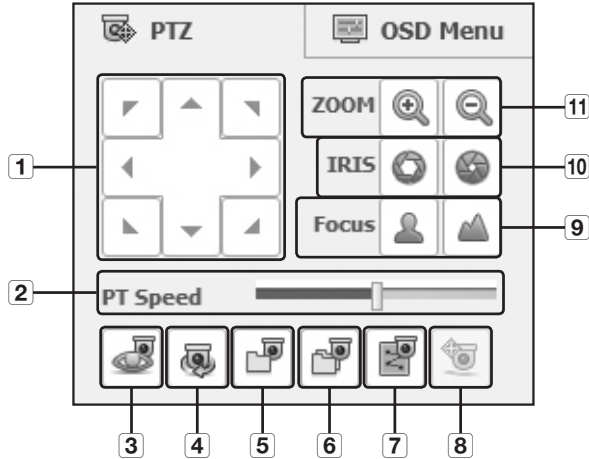 PTZ
OSD Menu
ZOOM
11
1
IRIS
10
Focus
9
2
PT Speed
3 4 5 6 7 8